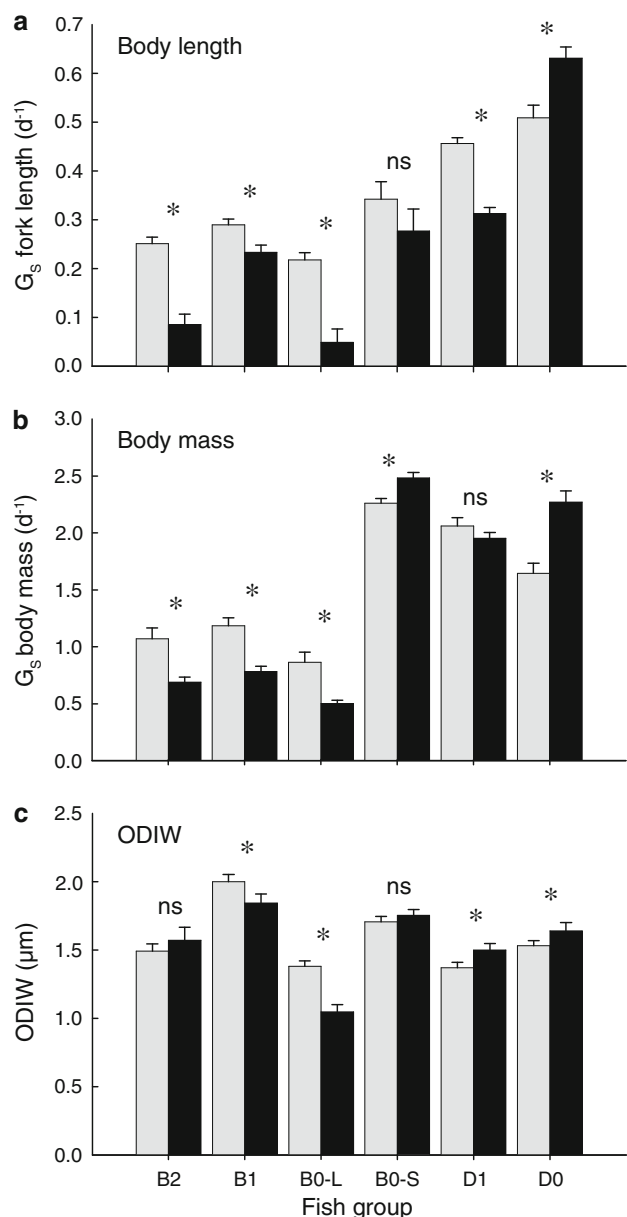 a
Body length
G_S fork length (d⁻¹)
0.7
0.6
0.5
0.4
0.3
0.2
0.1
0.0
*
*
*
ns
*
*
b
Body mass
G_S body mass (d⁻¹)
3.0
2.5
2.0
1.5
1.0
0.5
0.0
*
*
*
*
ns
*
c
ODIW
ODIW (µm)
2.5
2.0
1.5
1.0
1.5
0.0
ns
*
*
ns
*
*
B2 B1 B0-L B0-S D1 D0
Fish group